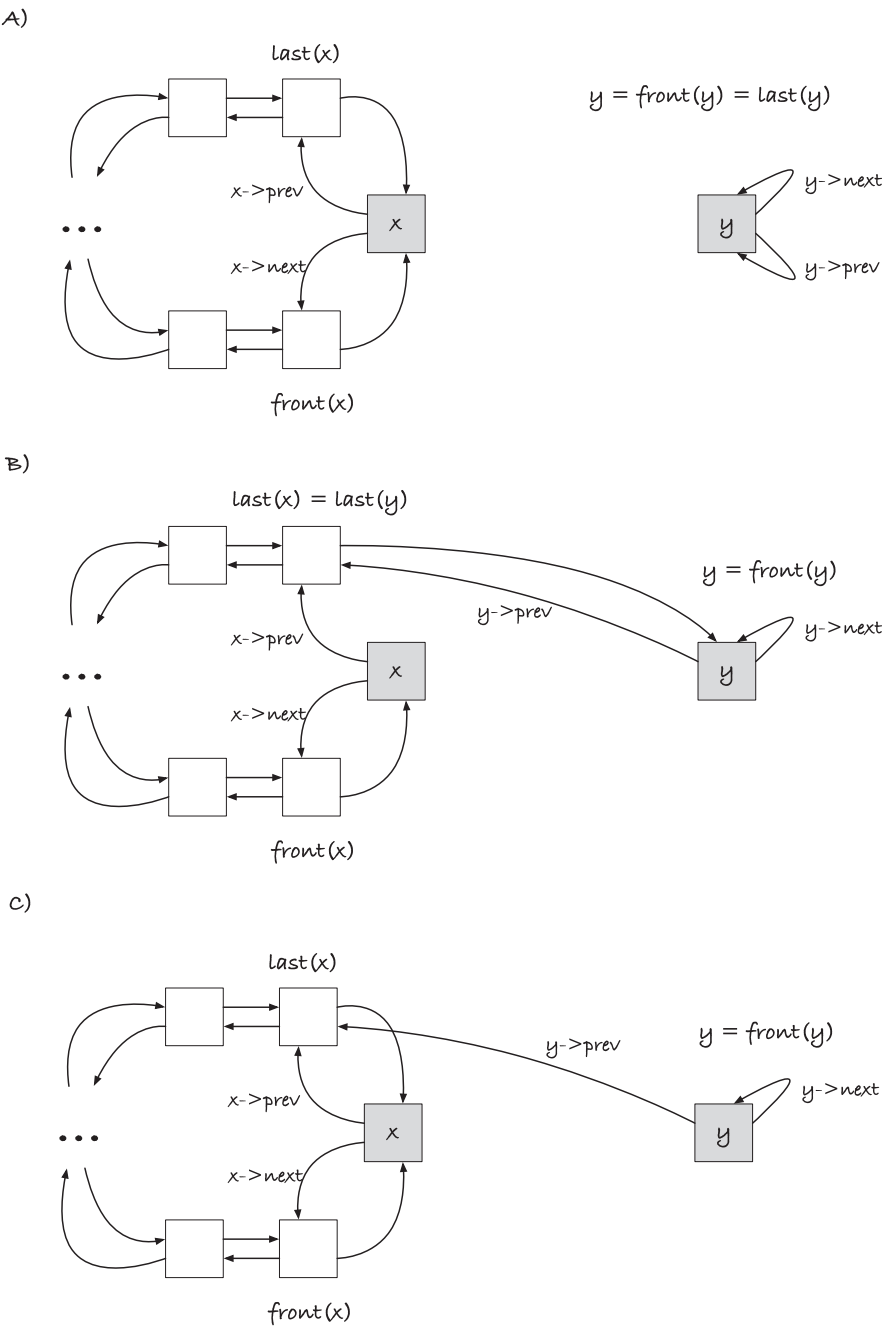 A)
last(x)
y = front(y) = last(y)
x->prev
y->next
x
y
...
x->next
y->prev
front(x)
B)
last(x) = last(y)
y = front(y)
y->prev
x->prev
y->next
x
y
...
x->next
front(x)
C)
last(x)
y = front(y)
y->prev
x->prev
y->next
x
y
...
x->next
front(x)